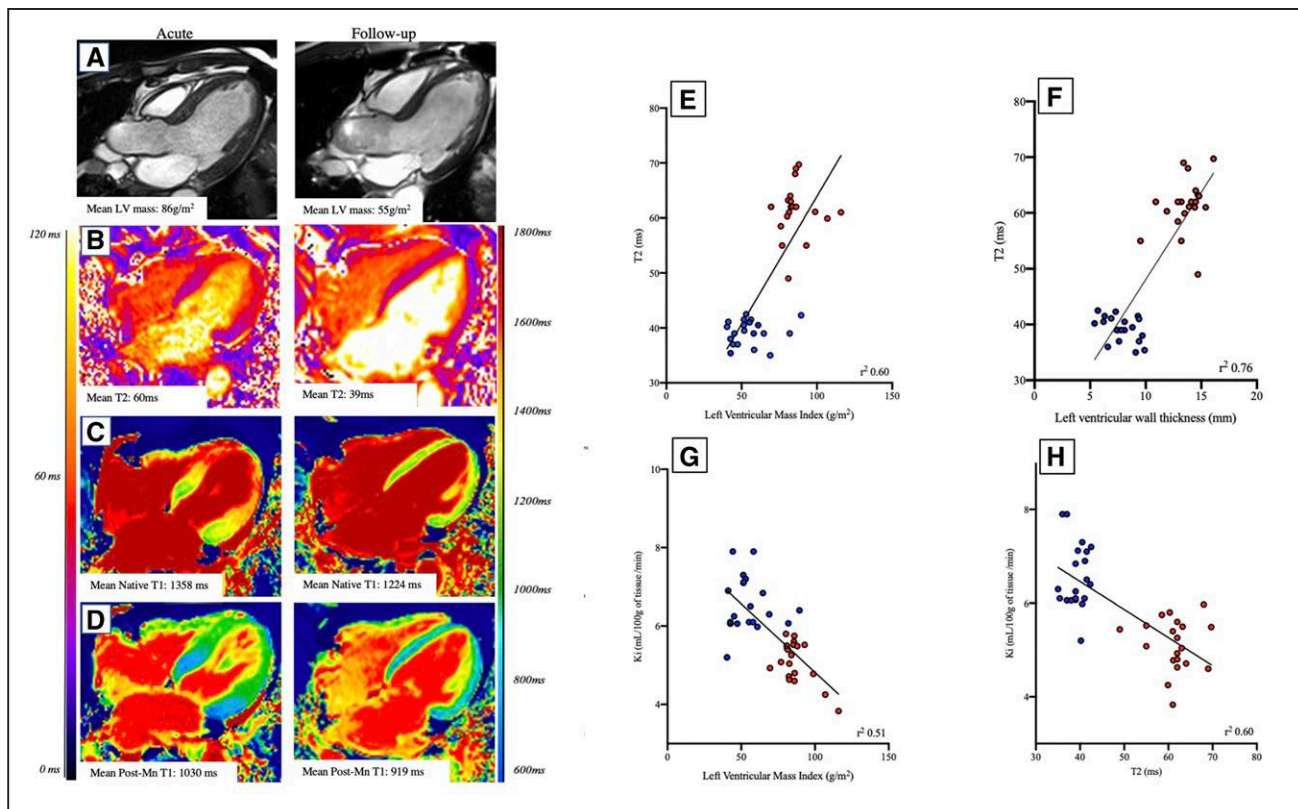 Acute
Follow-up
A
Mean LV mass: 86g/m²
Mean LV mass: 55g/m²
120 ms
60 ms
0 ms
B
Mean T2: 60ms
Mean T2: 39ms
C
Mean Native T1: 1358 ms
Mean Native T1: 1224 ms
D
Mean Post-Mn T1: 1030 ms
Mean Post-Mn T1: 919 ms
1800ms
1600ms
1400ms
1200ms
1000ms
800ms
600ms
E
80
70
60
50
40
30
T2 (ms)
0
50
100
150
r² 0.60
Left Ventricular Mass Index (g/m²)
F
80
70
60
50
40
30
T2 (ms)
0
5
10
15
20
r² 0.76
Left ventricular wall thickness (mm)
G
10
8
6
4
Ki (mL/100g of tissue /min)
0
50
100
150
r² 0.51
Left Ventricular Mass Index (g/m²)
H
8
6
4
Ki (mL/100g of tissue/min)
30
40
50
60
70
80
r² 0.60
T2 (ms)